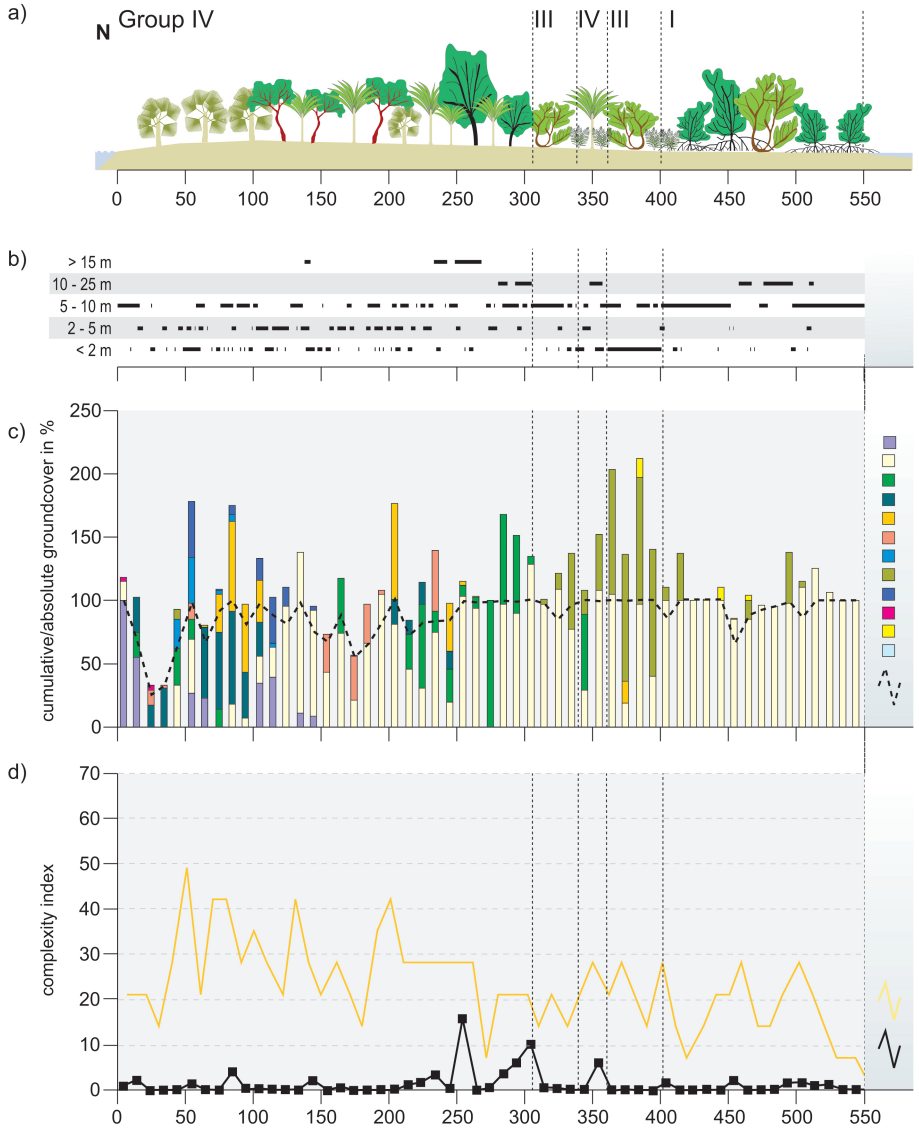 a)
N Group IV III IV III I
0 50 100 150 200 250 300 350 400 450 500 550
b)
> 15 m
10 - 25 m
5 - 10 m
2 - 5 m
< 2 m
c)
cumulative/absolute groundcover in %
250
200
150
100
50
0
d)
complexity index
70
60
50
40
30
20
10
0
0 50 100 150 200 250 300 350 400 450 500 550